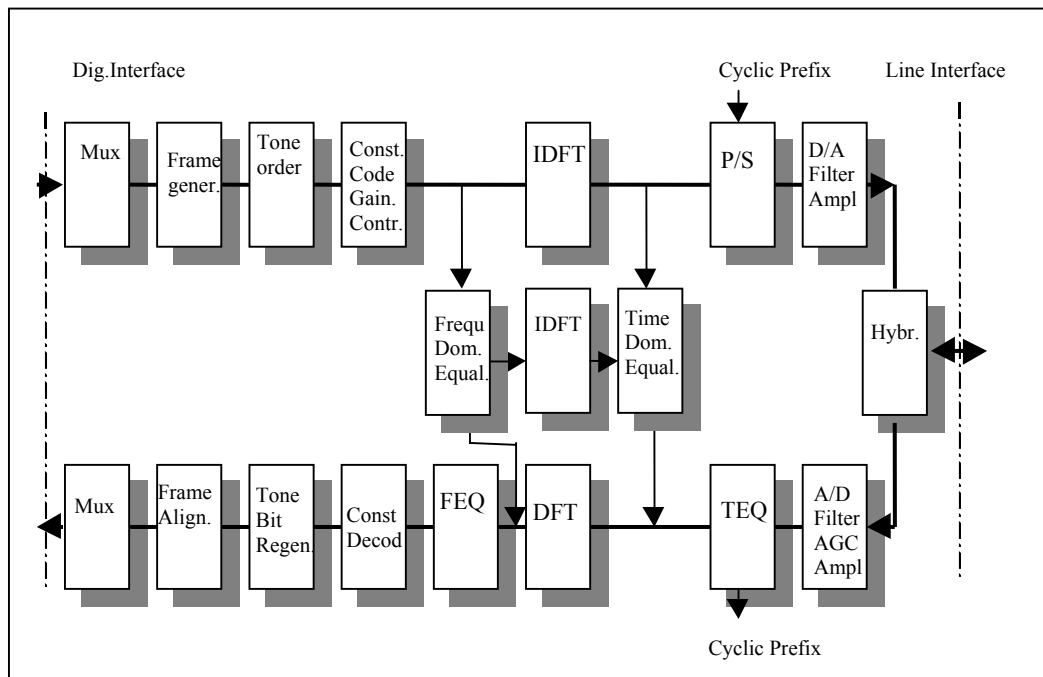 Dig.Interface
Cyclic Prefix
Line Interface
Mux
Frame
gener.
Tone
order
Const.
Code
Gain.
Contr.
IDFT
P/S
D/A
Filter
Ampl
Frequ
Dom.
Equal.
IDFT
Time
Dom.
Equal.
Hybr.
Mux
Frame
Align.
Tone
Bit
Regen.
Const
Decod
FEQ
DFT
TEQ
A/D
Filter
AGC
Ampl
Cyclic Prefix